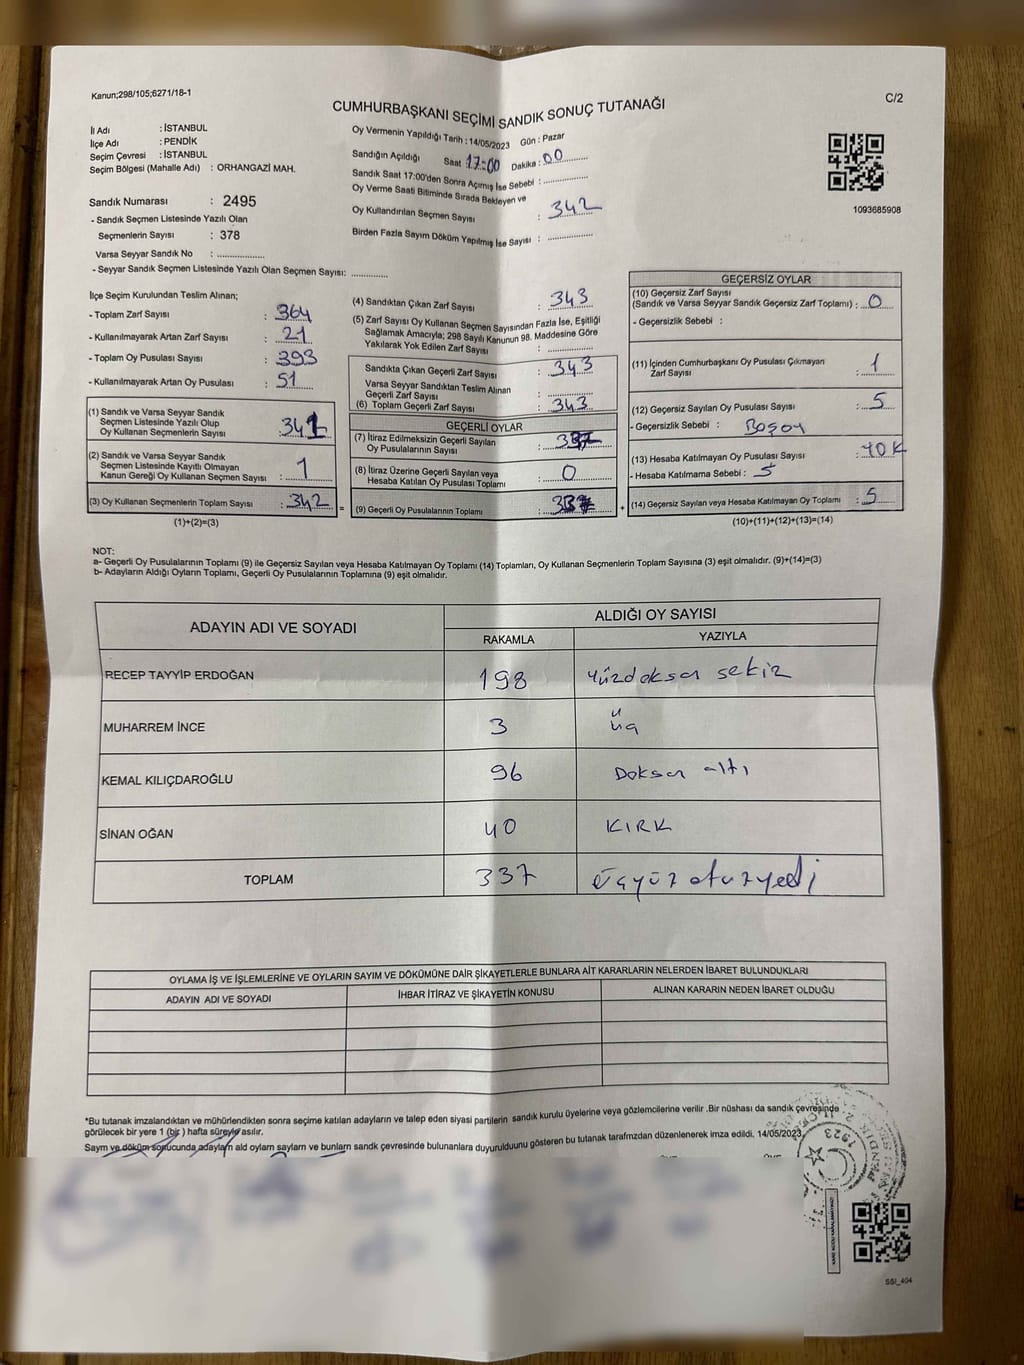 Kanun;298/105;6271/18-1
C/2
CUMHURBAŞKANI SEÇİMİ SANDIK SONUÇ TUTANAĞI
İl Adı : İSTANBUL
İlçe Adı : PENDİK
Seçim Çevresi : İSTANBUL
Seçim Bölgesi (Mahalle Adı) : ORHANGAZİ MAH.
Sandık Numarası : 2495
- Sandık Seçmen Listesinde Yazılı Olan
Seçmenlerin Sayısı : 378
Varsa Seyyar Sandık No : ..................
- Seyyar Sandık Seçmen Listesinde Yazılı Olan Seçmen Sayısı: .............
Oy Vermenin Yapıldığı Tarih : 14/05/2023 Gün : Pazar
Sandığın Açıldığı Saat 17:00 Dakika : 00
Sandık Saat 17:00'den Sonra Açımış İse Sebebi : ................
Oy Verme Saati Bitiminde Sırada Bekleyen ve
Oy Kullandırılan Seçmen Sayısı : 342
Birden Fazla Sayım Döküm Yapılmış İse Sayısı : ................
1093685908
İlçe Seçim Kurulundan Teslim Alınan;
- Toplam Zarf Sayısı : 364
- Kullanılmayarak Artan Zarf Sayısı : 21
- Toplam Oy Pusulası Sayısı : 393
- Kullanılmayarak Artan Oy Pusulası : 51
(1) Sandık ve Varsa Seyyar Sandık
Seçmen Listesinde Yazılı Olup
Oy Kullanan Seçmenlerin Sayısı : 341
(2) Sandık ve Varsa Seyyar Sandık
Seçmen Listesinde Kayıtlı Olmayan
Kanun Gereği Oy Kullanan Seçmen Sayısı : 1
(3) Oy Kullanan Seçmenlerin Toplam Sayısı : 342 =
(1)+(2)=(3)
(4) Sandıktan Çıkan Zarf Sayısı : 343
(5) Zarf Sayısı Oy Kullanan Seçmen Sayısından Fazla İse, Eşitliği
Sağlamak Amacıyla; 298 Sayılı Kanunun 98. Maddesine Göre
Yakılarak Yok Edilen Zarf Sayısı : ................
Sandıkta Çıkan Geçerli Zarf Sayısı : 343
Varsa Seyyar Sandıktan Teslim Alınan
Geçerli Zarf Sayısı : ................
(6) Toplam Geçerli Zarf Sayısı : 343
GEÇERLİ OYLAR
(7) İtiraz Edilmeksizin Geçerli Sayılan
Oy Pusulalarının Sayısı : 337
(8) İtiraz Üzerine Geçerli Sayılan veya
Hesaba Katılan Oy Pusulası Toplamı : 0
(9) Geçerli Oy Pusulalarının Toplamı : 337 +
GEÇERSİZ OYLAR
(10) Geçersiz Zarf Sayısı
(Sandık ve Varsa Seyyar Sandık Geçersiz Zarf Toplamı) : 0
- Geçersizlik Sebebi :
(11) İçinden Cumhurbaşkanı Oy Pusulası Çıkmayan
Zarf Sayısı : 1
(12) Geçersiz Sayılan Oy Pusulası Sayısı : 5
- Geçersizlik Sebebi : Boşoy
(13) Hesaba Katılmayan Oy Pusulası Sayısı : YOK
- Hesaba Katılmama Sebebi : 5
(14) Geçersiz Sayılan veya Hesaba Katılmayan Oy Toplamı : 5
(10)+(11)+(12)+(13)=(14)
NOT:
a- Geçerli Oy Pusulalarının Toplamı (9) ile Geçersiz Sayılan veya Hesaba Katılmayan Oy Toplamı (14) Toplamları, Oy Kullanan Seçmenlerin Toplam Sayısına (3) eşit olmalıdır. (9)+(14)=(3)
b- Adayların Aldığı Oyların Toplamı, Geçerli Oy Pusulalarının Toplamına (9) eşit olmalıdır.
ADAYIN ADI VE SOYADI
ALDIĞI OY SAYISI
RAKAMLA YAZIYLA
RECEP TAYYİP ERDOĞAN 198 Yüzdoksan sekiz
MUHARREM İNCE 3 Üç
KEMAL KILIÇDAROĞLU 96 Doksan altı
SİNAN OĞAN 40 KIRK
TOPLAM 337 üçyüz otuzyedi
OYLAMA İŞ VE İŞLEMLERİNE VE OYLARIN SAYIM VE DÖKÜMÜNE DAİR ŞİKAYETLERLE BUNLARA AİT KARARLARIN NELERDEN İBARET BULUNDUKLARI
ADAYIN ADI VE SOYADI İHBAR İTİRAZ VE ŞİKAYETİN KONUSU ALINAN KARARIN NEDEN İBARET OLDUĞU
*Bu tutanak imzalandıktan ve mühürlendikten sonra seçime katılan adayların ve talep eden siyasi partilerin sandık kurulu üyelerine veya gözlemcilerine verilir .Bir nüshası da sandık çevresinde
görülecek bir yere 1 (bir ) hafta süreyle asılır.
Sayım ve döküm sonucunda adayların ald oyların sayların ve bunların sandık çevresinde bulunanlara duyurulduunu gösteren bu tutanak tarafmzdan düzenlenerek imza edildi. 14/05/2023
1923
SSİ_404